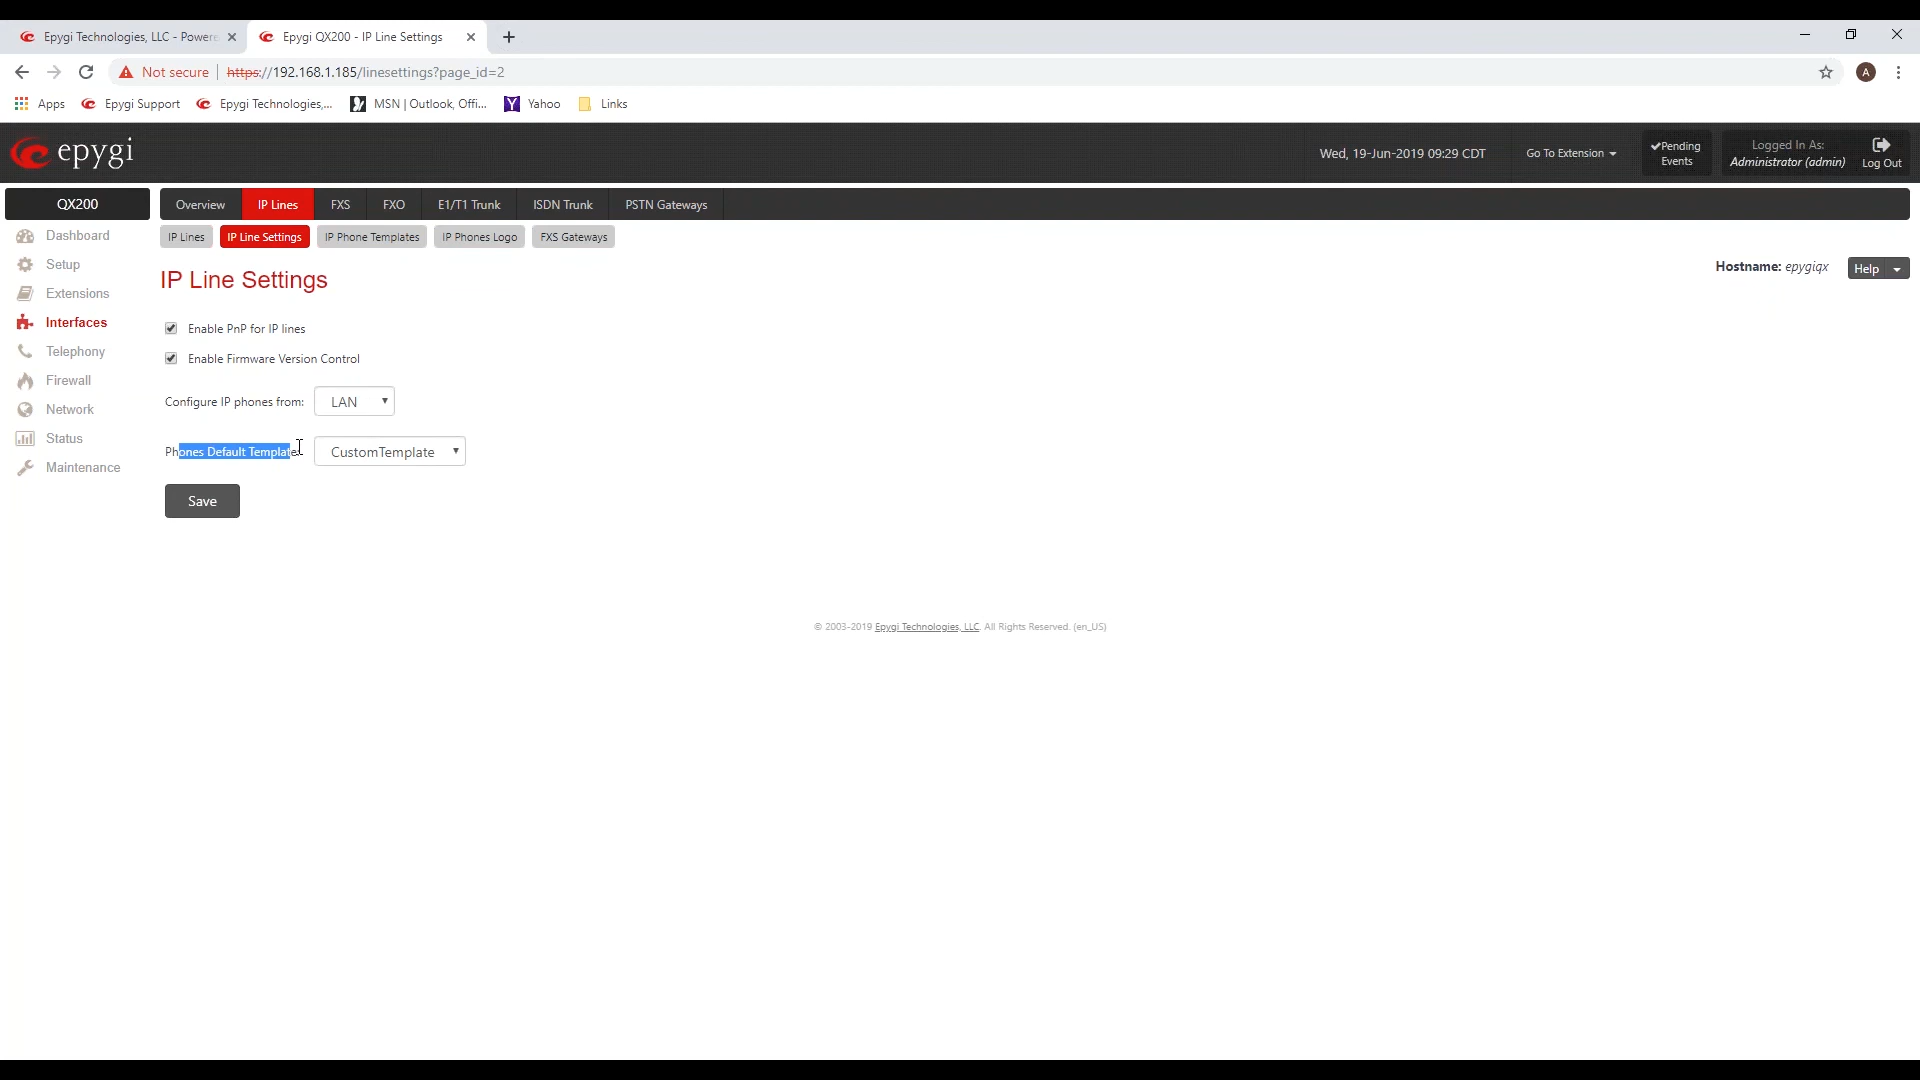 Epygi Technologies, LLC - Powere
Epygi QX200 - IP Line Settings
Not secure
https://192.168.1.185/linesettings?page_id=2
A
Apps
Epygi Support
Epygi Technologies,...
MSN | Outlook, Offi...
Yahoo
Links
epygi
Wed, 19-Jun-2019 09:29 CDT
Go To Extension
Pending
Events
Logged In As:
Administrator (admin)
Log Out
QX200
Overview
IP Lines
FXS
FXO
E1/T1 Trunk
ISDN Trunk
PSTN Gateways
Dashboard
Setup
Extensions
Interfaces
Telephony
Firewall
Network
Status
Maintenance
IP Lines
IP Line Settings
IP Phone Templates
IP Phones Logo
FXS Gateways
IP Line Settings
Hostname: epygiqx
Help
Enable PnP for IP lines
Enable Firmware Version Control
Configure IP phones from:
LAN
Phones Default Template:
CustomTemplate
Save
© 2003-2019 Epygi Technologies, LLC. All Rights Reserved. (en_US)